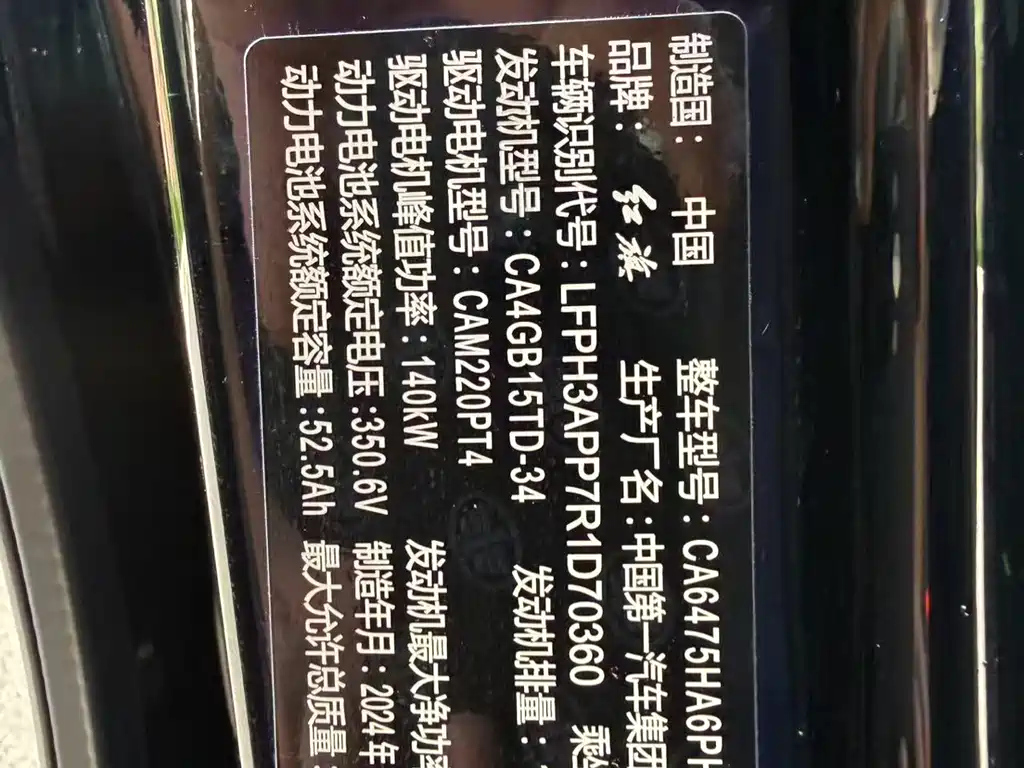 制造国: 中国 整车型号:CA6475HA6PH
品牌: 红旗 生产厂名:中国第一汽车集团
车辆识别代号:LFPH3APP7R1D70360 乘
发动机型号:CA4GB15TD-34 发动机排量:
驱动电机型号:CAM220PT4
驱动电机峰值功率:140kW 发动机最大净功率
动力电池系统额定电压:350.6V 制造年月:2024年
动力电池系统额定容量:52.5Ah 最大允许总质量: